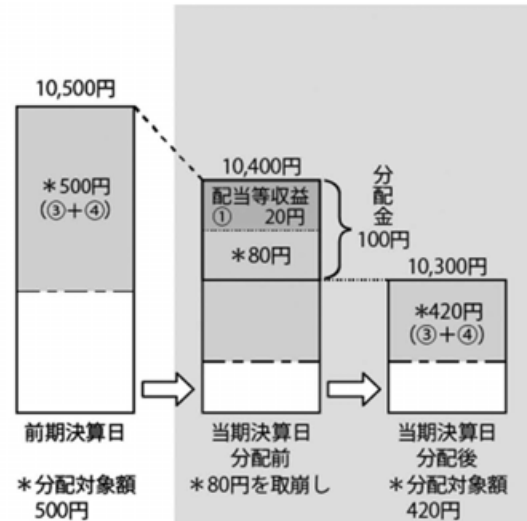 10,500円
*500円
(③+④)
前期決算日
*分配対象額
500円
10,400円
配当等収益
① 20円
*80円
分配金
100円
当期決算日
分配前
*80円を取崩し
10,300円
*420円
(③+④)
当期決算日
分配後
*分配対象額
420円